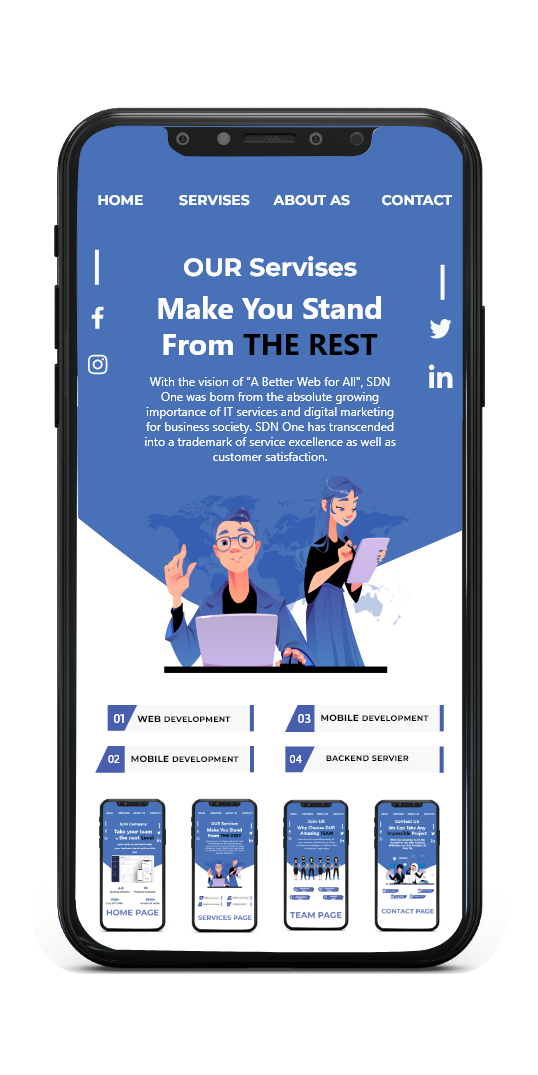 HOME SERVISES ABOUT AS CONTACT
OUR Servises
Make You Stand
From THE REST
With the vision of "A Better Web for All", SDN
One was born from the absolute growing
importance of IT services and digital marketing
for business society. SDN One has transcended
into a trademark of service excellence as well as
customer satisfaction.
01 WEB DEVELOPMENT
03 MOBILE DEVELOPMENT
02 MOBILE DEVELOPMENT
04 BACKEND SERVIER
SDN Company
Take your team
to the next Level
HOME PAGE
OUR Servises
Make You Stand
From THE REST
SERVICES PAGE
Join US
Why Choose OUR
Amazing TEAM
TEAM PAGE
Contact US
We Can Take Any
Impossible Project
CONTACT PAGE